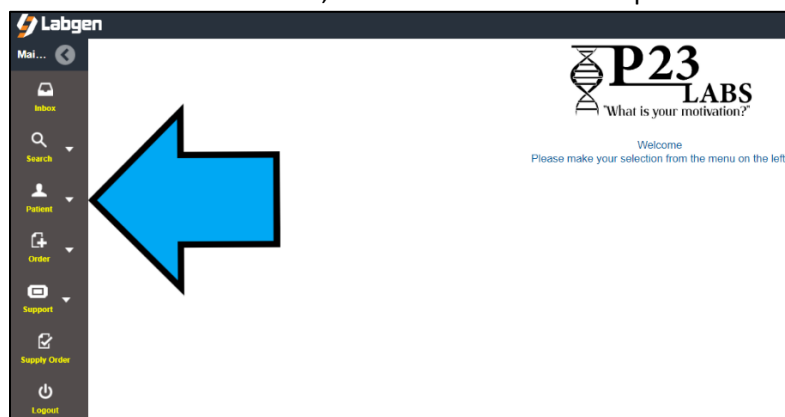 Labgen
Mai...
Inbox
Search
Patient
Order
Support
Supply Order
Logout
P23
LABS
"What is your motivation?"
Welcome
Please make your selection from the menu on the left